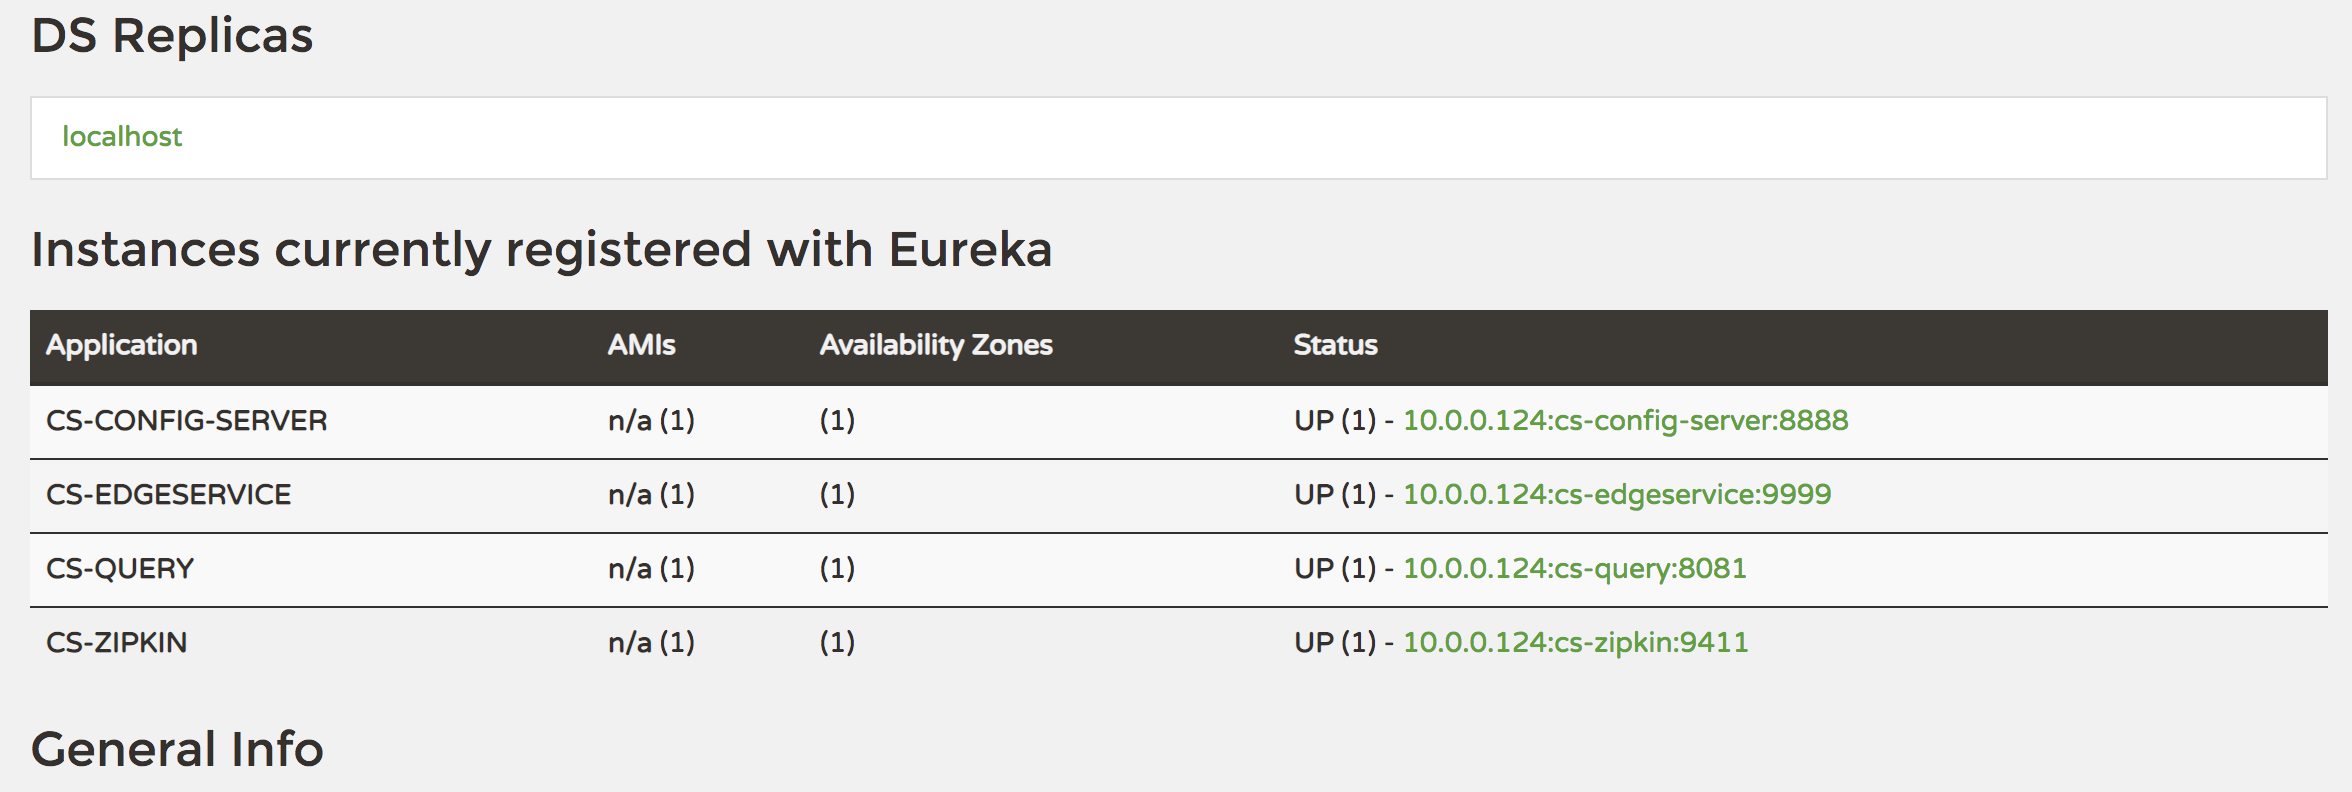 DS Replicas
localhost
Instances currently registered with Eureka
Application AMIs Availability Zones Status
CS-CONFIG-SERVER n/a (1) (1) UP (1) - 10.0.0.124:cs-config-server:8888
CS-EDGESERVICE n/a (1) (1) UP (1) - 10.0.0.124:cs-edgeservice:9999
CS-QUERY n/a (1) (1) UP (1) - 10.0.0.124:cs-query:8081
CS-ZIPKIN n/a (1) (1) UP (1) - 10.0.0.124:cs-zipkin:9411
General Info